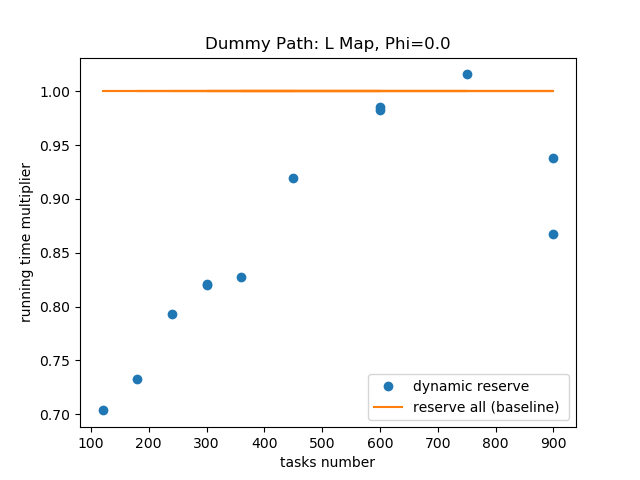 Dummy Path: L Map, Phi=0.0
running time multiplier
1.00
0.95
0.90
0.85
0.80
0.75
0.70
100 200 300 400 500 600 700 800 900
tasks number
dynamic reserve
reserve all (baseline)